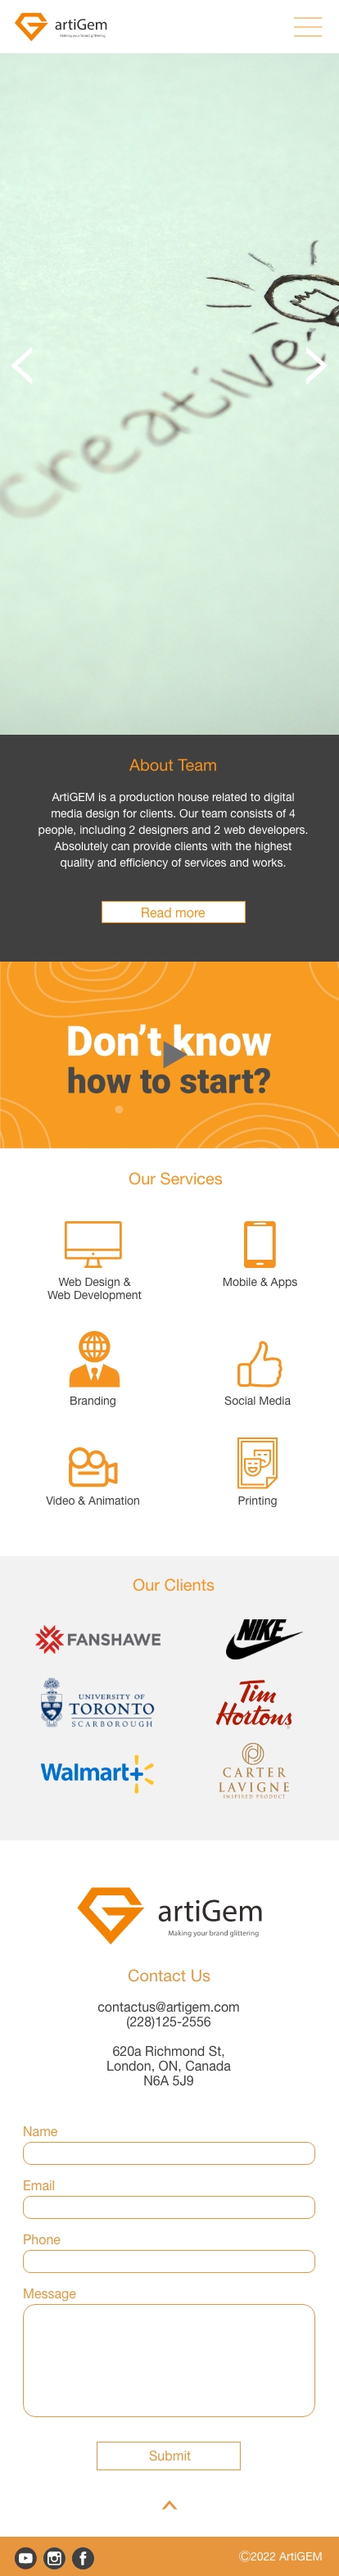 artiGem
Making your brand glittering
creative
About Team
ArtiGEM is a production house related to digital
media design for clients. Our team consists of 4
people, including 2 designers and 2 web developers.
Absolutely can provide clients with the highest
quality and efficiency of services and works.
Read more
Don't know
how to start?
Our Services
Web Design &
Web Development
Mobile & Apps
Branding
Social Media
Video & Animation
Printing
Our Clients
FANSHAWE
NIKE
UNIVERSITY OF
TORONTO
SCARBOROUGH
Tim
Hortons
Walmart+
CARTER
LAVIGNE
INSPIRED PRODUCT
artiGem
Making your brand glittering
Contact Us
contactus@artigem.com
(228)125-2556
620a Richmond St,
London, ON, Canada
N6A 5J9
Name
Email
Phone
Message
Submit
©2022 ArtiGEM